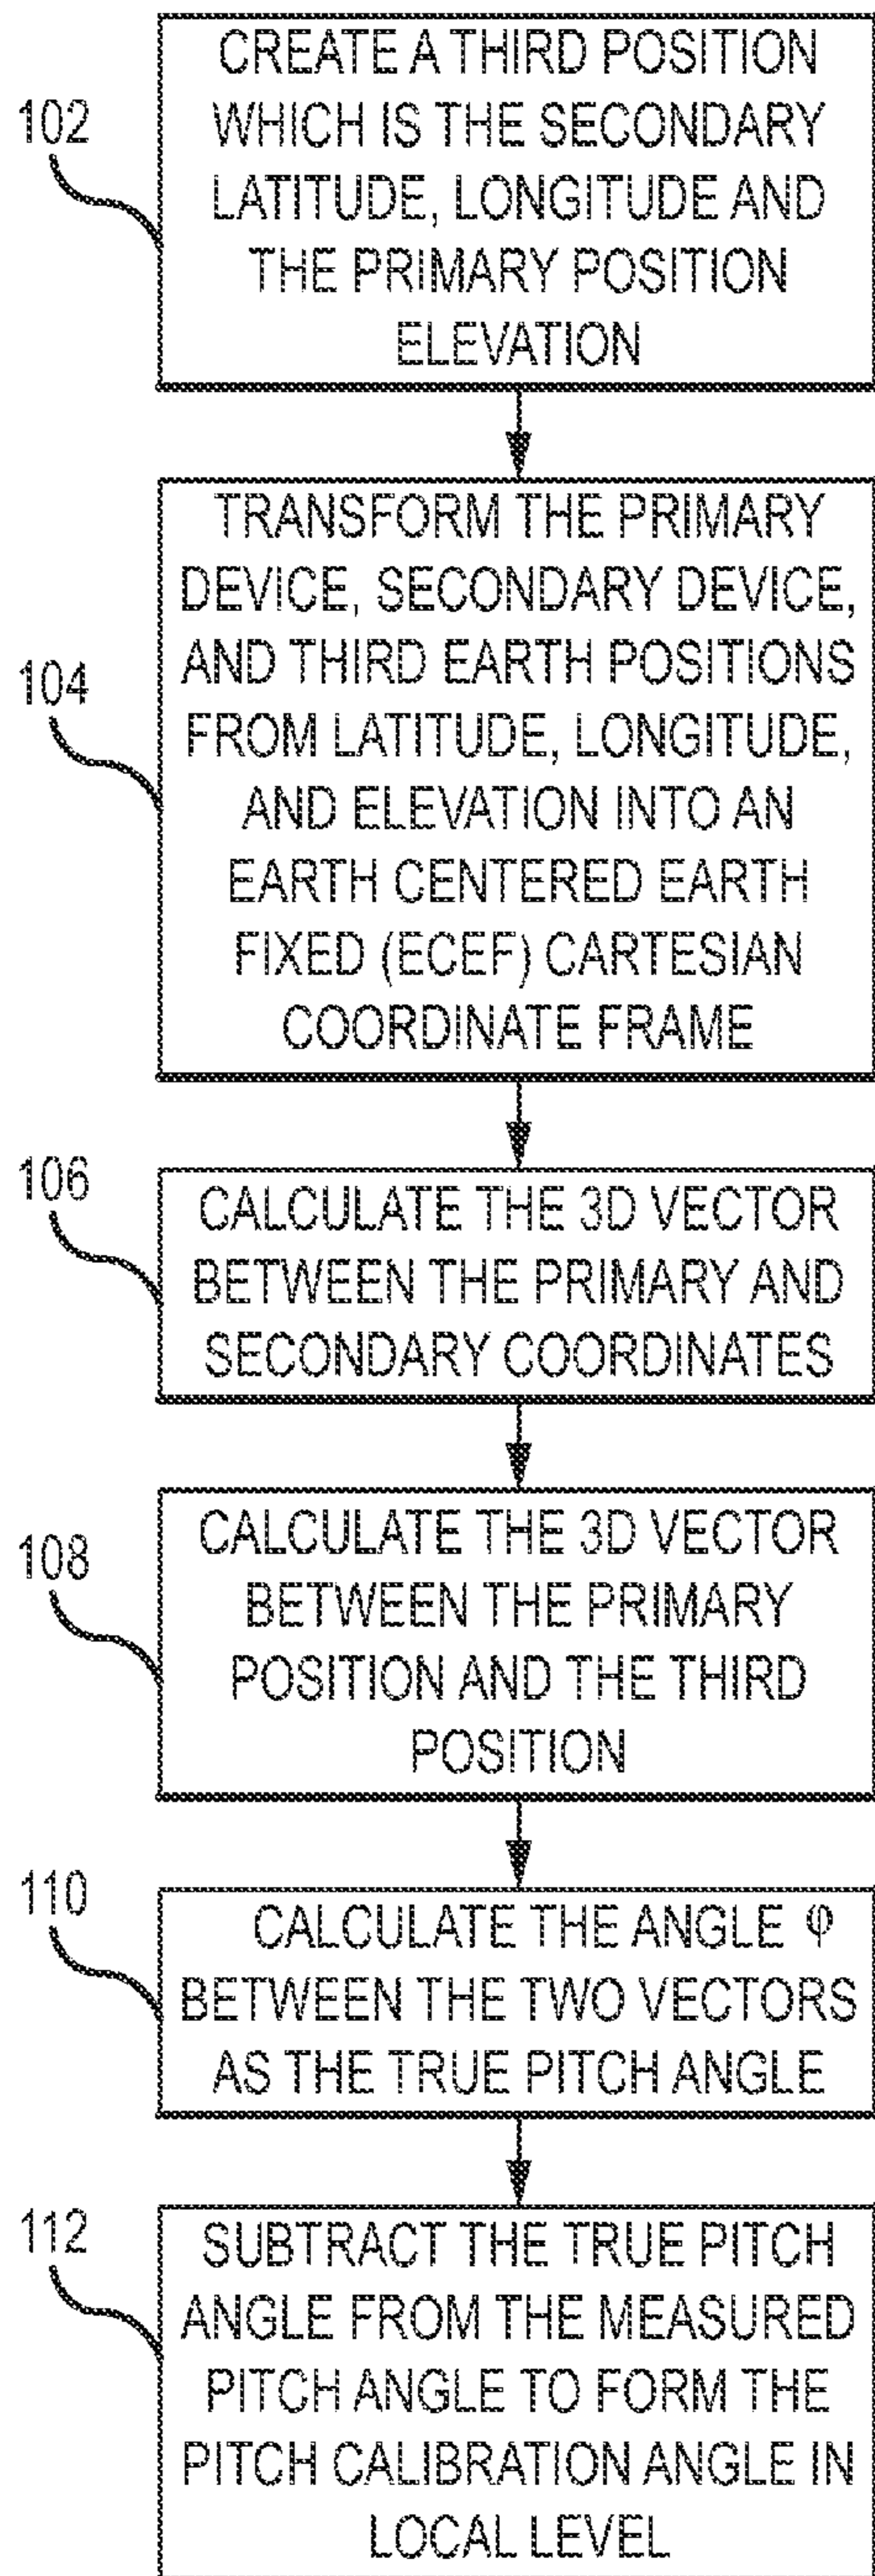 102
CREATE A THIRD POSITION
WHICH IS THE SECONDARY
LATITUDE, LONGITUDE AND
THE PRIMARY POSITION
ELEVATION
104
TRANSFORM THE PRIMARY
DEVICE, SECONDARY DEVICE,
AND THIRD EARTH POSITIONS
FROM LATITUDE, LONGITUDE,
AND ELEVATION INTO AN
EARTH CENTERED EARTH
FIXED (ECEF) CARTESIAN
COORDINATE FRAME
106
CALCULATE THE 3D VECTOR
BETWEEN THE PRIMARY AND
SECONDARY COORDINATES
108
CALCULATE THE 3D VECTOR
BETWEEN THE PRIMARY
POSITION AND THE THIRD
POSITION
110
CALCULATE THE ANGLE φ
BETWEEN THE TWO VECTORS
AS THE TRUE PITCH ANGLE
112
SUBTRACT THE TRUE PITCH
ANGLE FROM THE MEASURED
PITCH ANGLE TO FORM THE
PITCH CALIBRATION ANGLE IN
LOCAL LEVEL